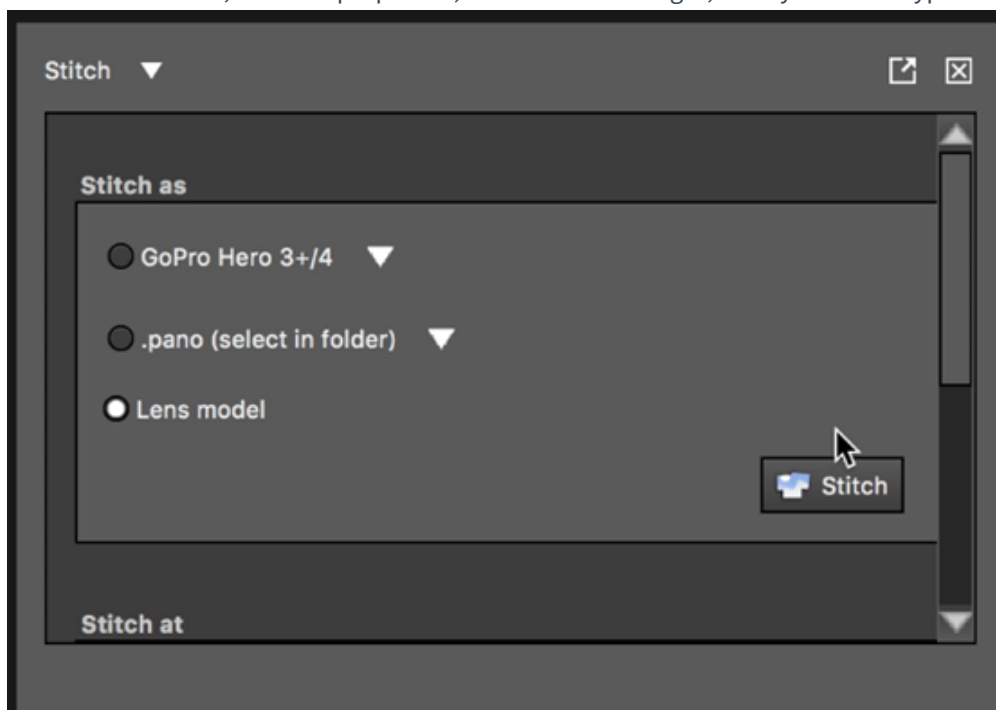 Stitch
Stitch as
GoPro Hero 3+/4
.pano (select in folder)
Lens model
Stitch
Stitch at